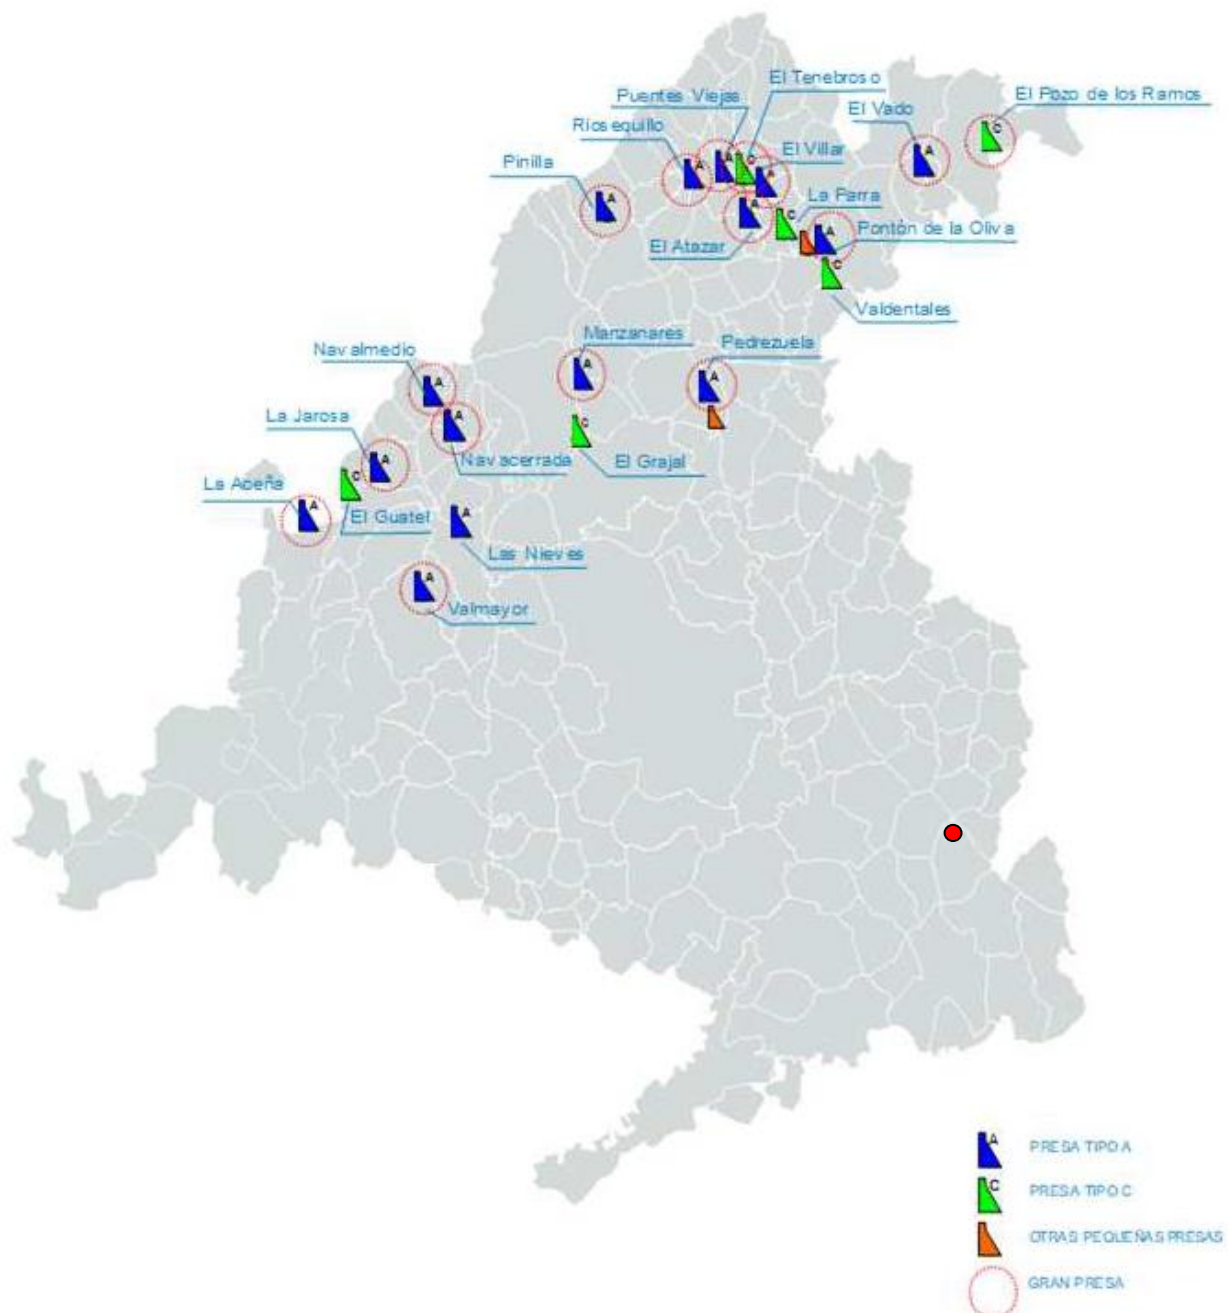 El Tenebroso
Puentes Viejas
El Pozo de los Ramos
El Vado
Riosequillo
El Villar
Pinilla
La Parra
Pontón de la Oliva
El Atazar
Valdentales
Manzanares
Pedrezuela
Navalmedio
La Jarosa
Navacerrada
El Grajal
La Aceña
El Guatel
Las Nieves
Valmayor
A
PRESA TIPO A
C
PRESA TIPO C
OTRAS PEQUEÑAS PRESAS
GRAN PRESA